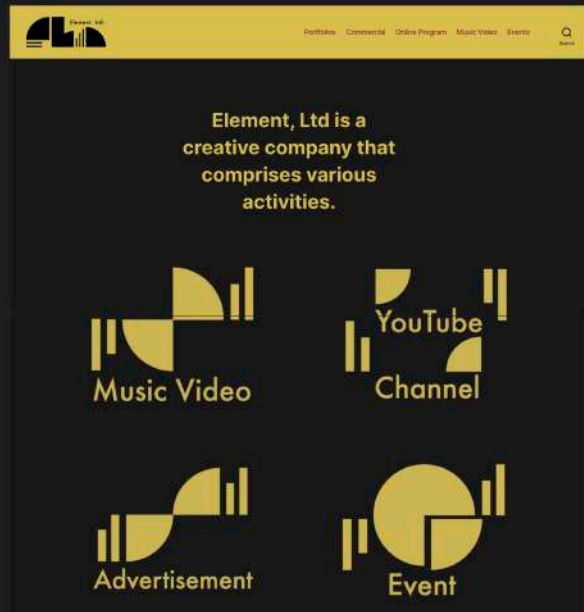 Element, Ltd.
Portfolios Commercial Online Program Music Video Events
Search
Element, Ltd is a
creative company that
comprises various
activities.
Music Video
YouTube
Channel
Advertisement
Event